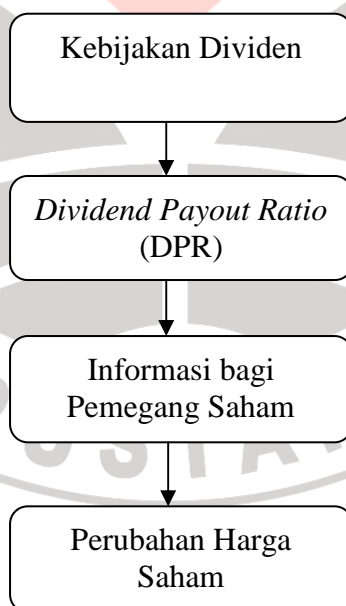 Kebijakan Dividen
Dividend Payout Ratio
(DPR)
Informasi bagi
Pemegang Saham
Perubahan Harga
Saham